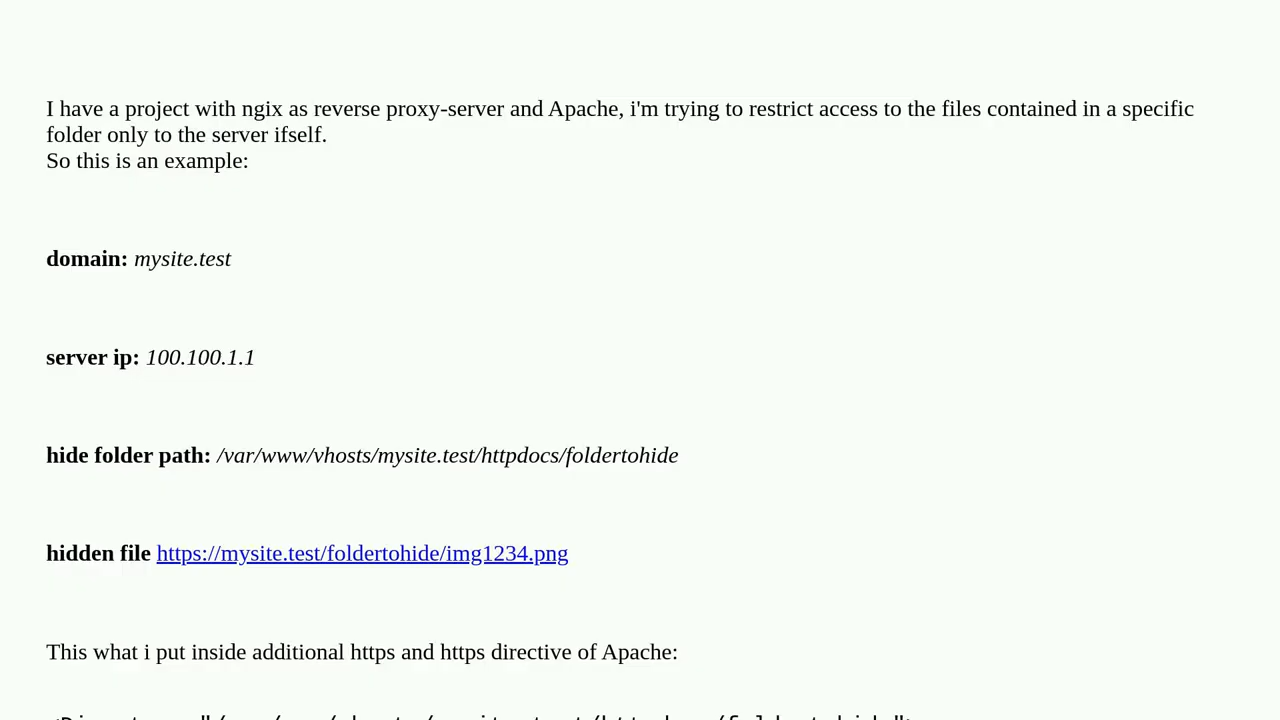 I have a project with ngix as reverse proxy-server and Apache, i'm trying to restrict access to the files contained in a specific
folder only to the server ifself.
So this is an example:
domain: mysite.test
server ip: 100.100.1.1
hide folder path: /var/www/vhosts/mysite.test/httpdocs/foldertohide
hidden file https://mysite.test/foldertohide/img1234.png
This what i put inside additional https and https directive of Apache: